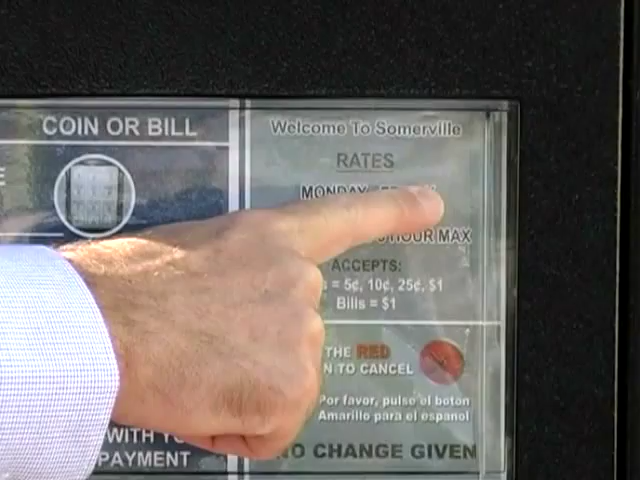 COIN OR BILL
Welcome To Somerville
RATES
MONDAY
HOUR MAX
ACCEPTS:
= 5¢, 10¢, 25¢, $1
Bills = $1
THE RED
TO CANCEL
Por favor, pulse el boton
Amarillo para el espanol
WITH
PAYMENT
NO CHANGE GIVEN